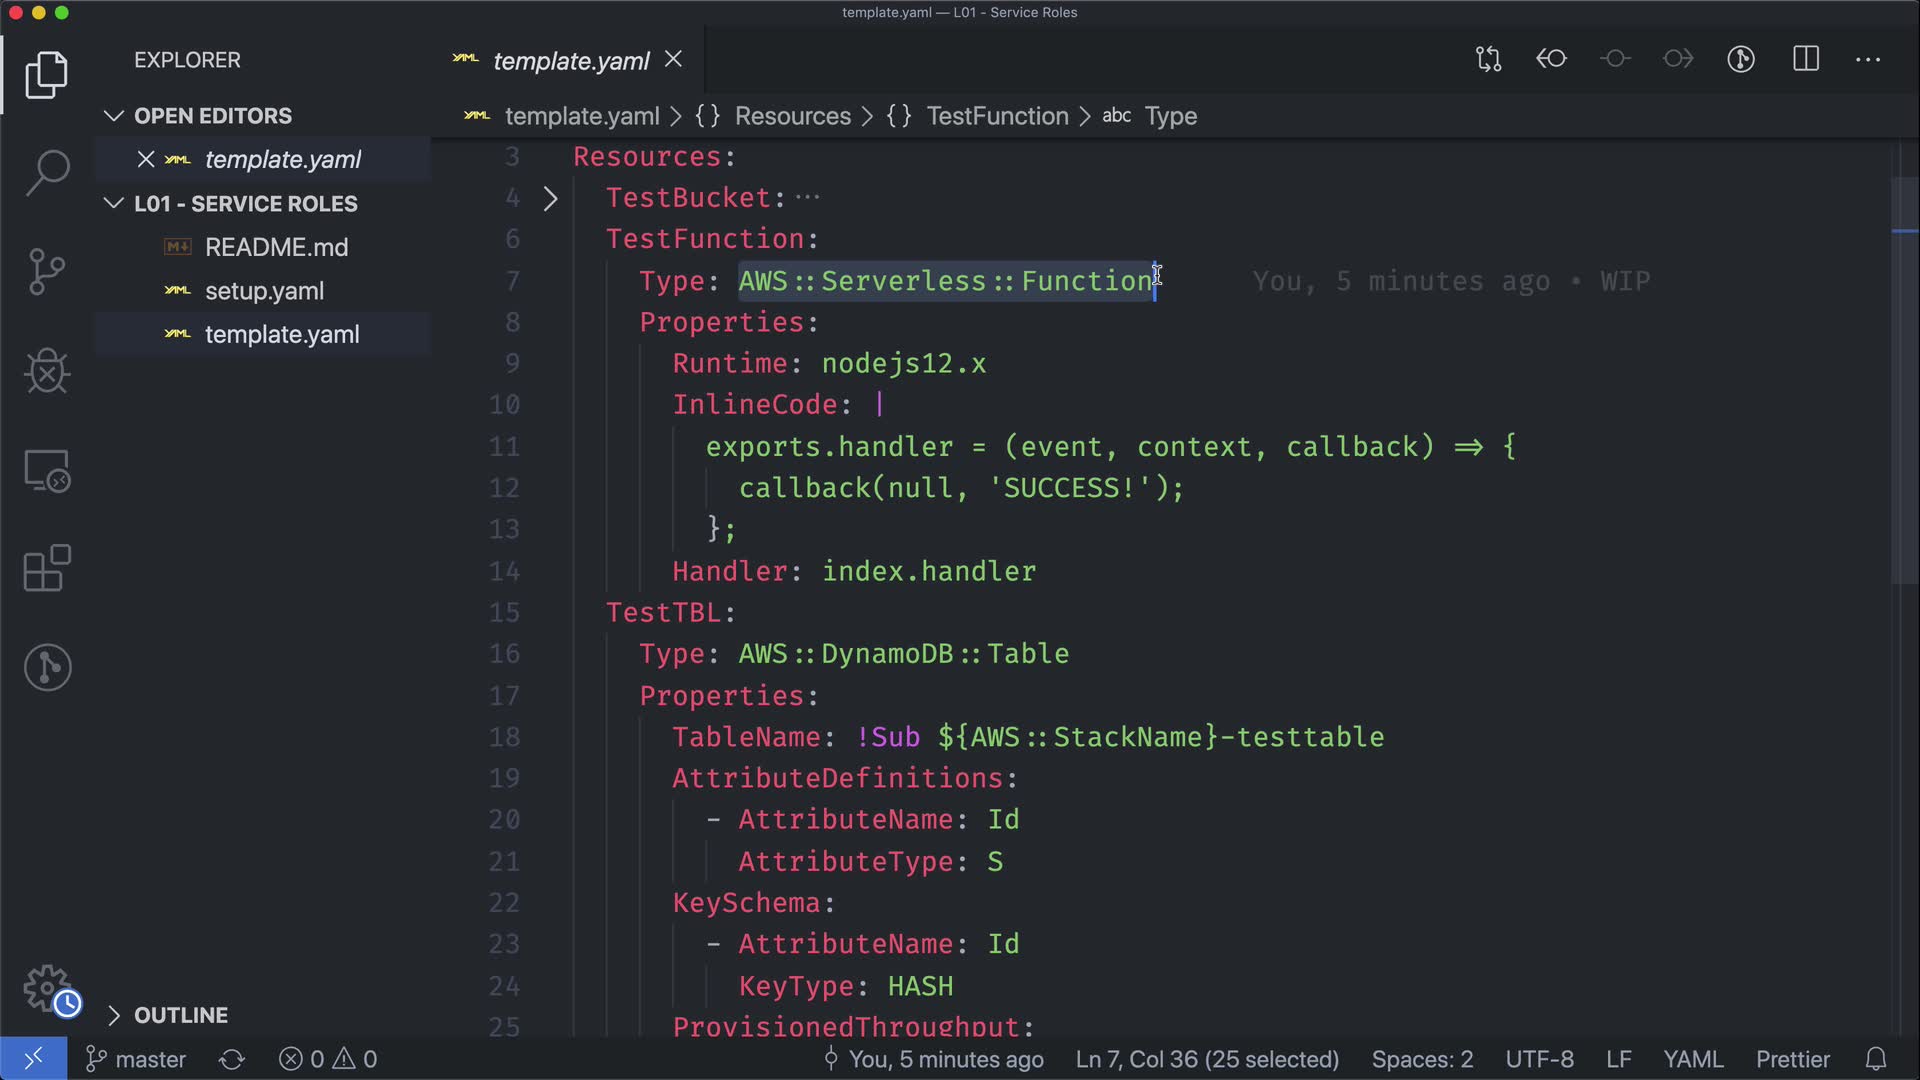 template.yaml — L01 - Service Roles
EXPLORER
OPEN EDITORS
YAML template.yaml
L01 - SERVICE ROLES
M↓ README.md
YAML setup.yaml
YAML template.yaml
OUTLINE
YAML template.yaml
YAML template.yaml > {} Resources > {} TestFunction > abc Type
3 Resources:
4 TestBucket: ···
6 TestFunction:
7 Type: AWS::Serverless::Function You, 5 minutes ago • WIP
8 Properties:
9 Runtime: nodejs12.x
10 InlineCode: |
11 exports.handler = (event, context, callback) => {
12 callback(null, 'SUCCESS!');
13 };
14 Handler: index.handler
15 TestTBL:
16 Type: AWS::DynamoDB::Table
17 Properties:
18 TableName: !Sub ${AWS::StackName}-testtable
19 AttributeDefinitions:
20 - AttributeName: Id
21 AttributeType: S
22 KeySchema:
23 - AttributeName: Id
24 KeyType: HASH
25 ProvisionedThroughput:
master 0 0 You, 5 minutes ago Ln 7, Col 36 (25 selected) Spaces: 2 UTF-8 LF YAML Prettier